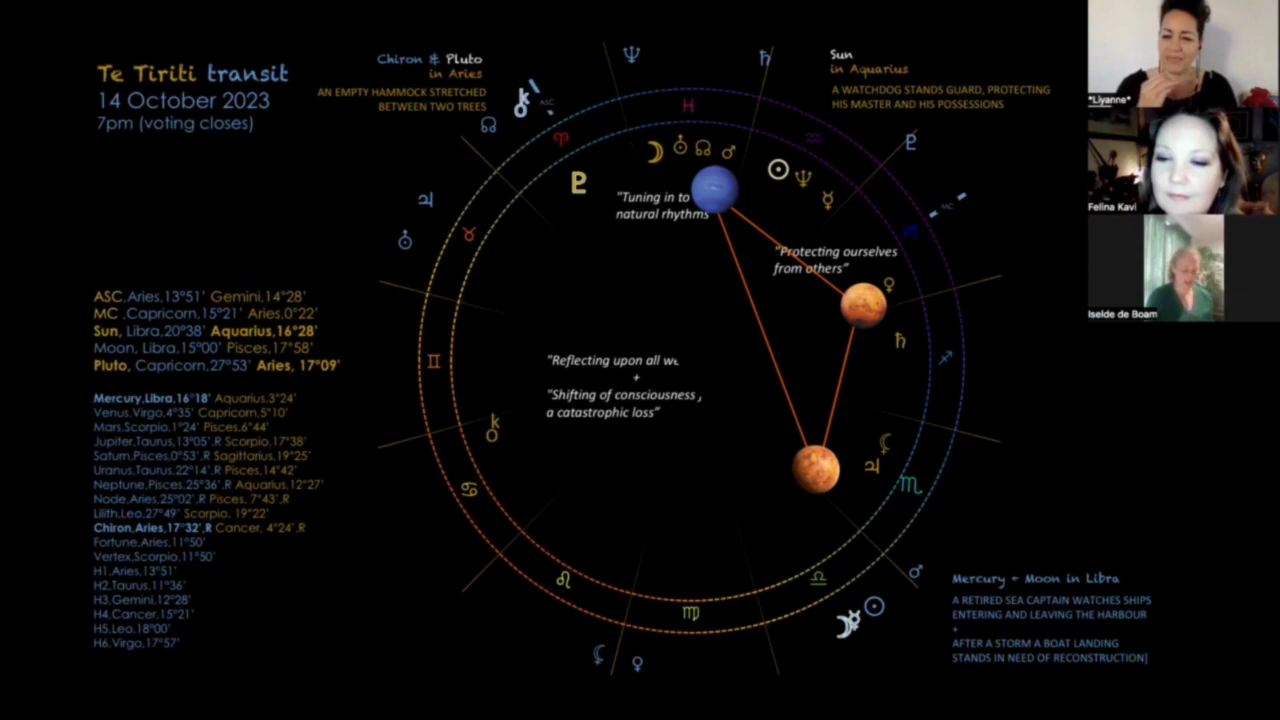 Te Tiriti transit
14 October 2023
7pm (voting closes)
Chiron & Pluto
in Aries
AN EMPTY HAMMOCK STRETCHED
BETWEEN TWO TREES
Sun
in Aquarius
A WATCHDOG STANDS GUARD, PROTECTING
HIS MASTER AND HIS POSSESSIONS
*Liyanne*
Felina Kavi
Iselde de Boam
ASC
MC
"Tuning in to
natural rhythms
"Protecting ourselves
from others"
"Reflecting upon all
+
"Shifting of consciousness ,
a catastrophic loss"
ASC,Aries,13°51' Gemini,14°28'
MC ,Capricorn,15°21' Aries,0°22'
Sun, Libra,20°38' Aquarius,16°28'
Moon, Libra,15°00' Pisces,17°58'
Pluto, Capricorn,27°53' Aries, 17°09'
Mercury,Libra,16°18' Aquarius,3°24'
Venus,Virgo,4°35' Capricorn,5°10'
Mars,Scorpio,1°24' Pisces,6°44'
Jupiter,Taurus,13°05',R Scorpio,17°38'
Saturn,Pisces,0°53',R Sagittarius,19°25'
Uranus,Taurus,22°14',R Pisces,14°42'
Neptune,Pisces,25°36',R Aquarius,12°27'
Node,Aries,25°02',R Pisces, 7°43',R
Lilith,Leo,27°49' Scorpio, 19°22'
Chiron,Aries,17°32',R Cancer, 4°24',R
Fortune,Aries,11°50'
Vertex,Scorpio,11°50'
H1,Aries,13°51'
H2,Taurus,11°36'
H3,Gemini,12°28'
H4,Cancer,15°21'
H5,Leo,18°00'
H6,Virgo,17°57'
Mercury + Moon in Libra
A RETIRED SEA CAPTAIN WATCHES SHIPS
ENTERING AND LEAVING THE HARBOUR
+
AFTER A STORM A BOAT LANDING
STANDS IN NEED OF RECONSTRUCTION]